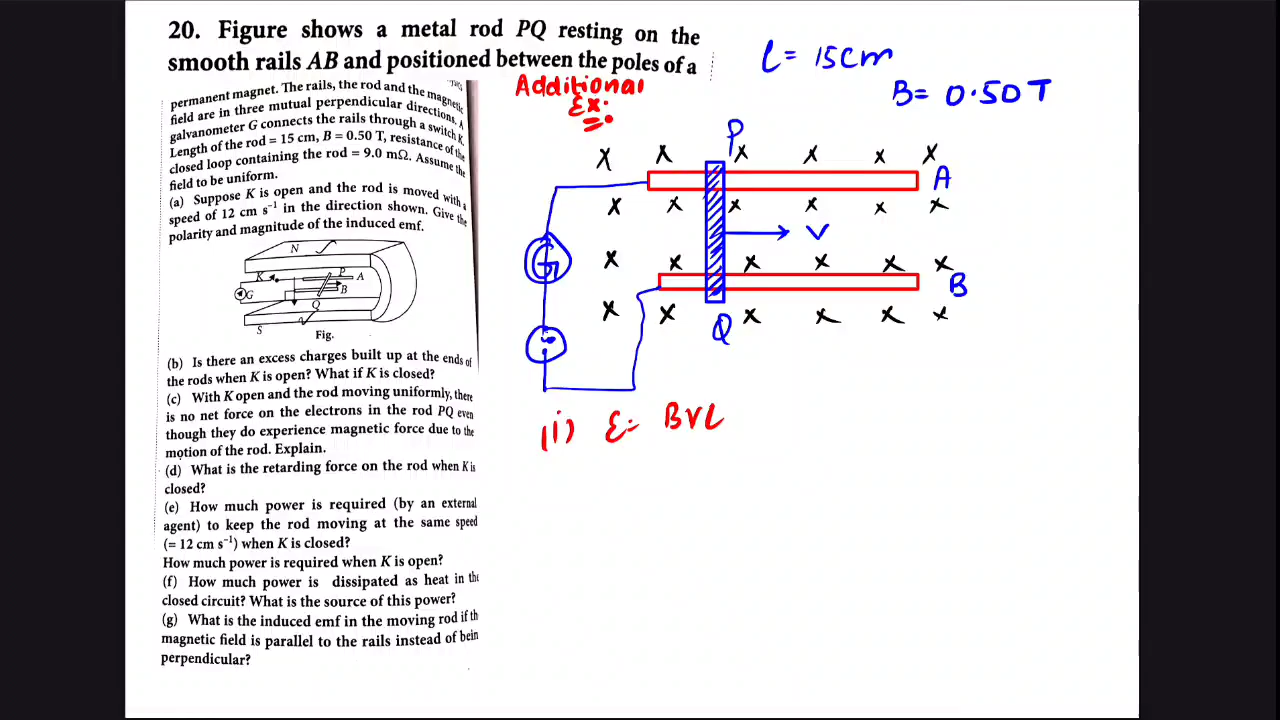 20. Figure shows a metal rod PQ resting on the
smooth rails AB and positioned between the poles of a
permanent magnet. The rails, the rod and the magnetic
field are in three mutual perpendicular directions. A
galvanometer G connects the rails through a switch K.
Length of the rod = 15 cm, B = 0.50 T, resistance of the
closed loop containing the rod = 9.0 mΩ. Assume the
field to be uniform.
(a) Suppose K is open and the rod is moved with a
speed of 12 cm s⁻¹ in the direction shown. Give the
polarity and magnitude of the induced emf.
N
K
P
A
G
B
Q
S
Fig.
(b) Is there an excess charges built up at the ends of
the rods when K is open? What if K is closed?
(c) With K open and the rod moving uniformly, there
is no net force on the electrons in the rod PQ even
though they do experience magnetic force due to the
motion of the rod. Explain.
(d) What is the retarding force on the rod when K is
closed?
(e) How much power is required (by an external
agent) to keep the rod moving at the same speed
(= 12 cm s⁻¹) when K is closed?
How much power is required when K is open?
(f) How much power is dissipated as heat in the
closed circuit? What is the source of this power?
(g) What is the induced emf in the moving rod if th
magnetic field is parallel to the rails instead of bein
perpendicular?
Additional
Ex:
l = 15cm
B = 0.50 T
P
x x x x x x
A
x x x x x x
V
G
x x x x x x
B
x x x x x x
Q
(i) ε = BVL